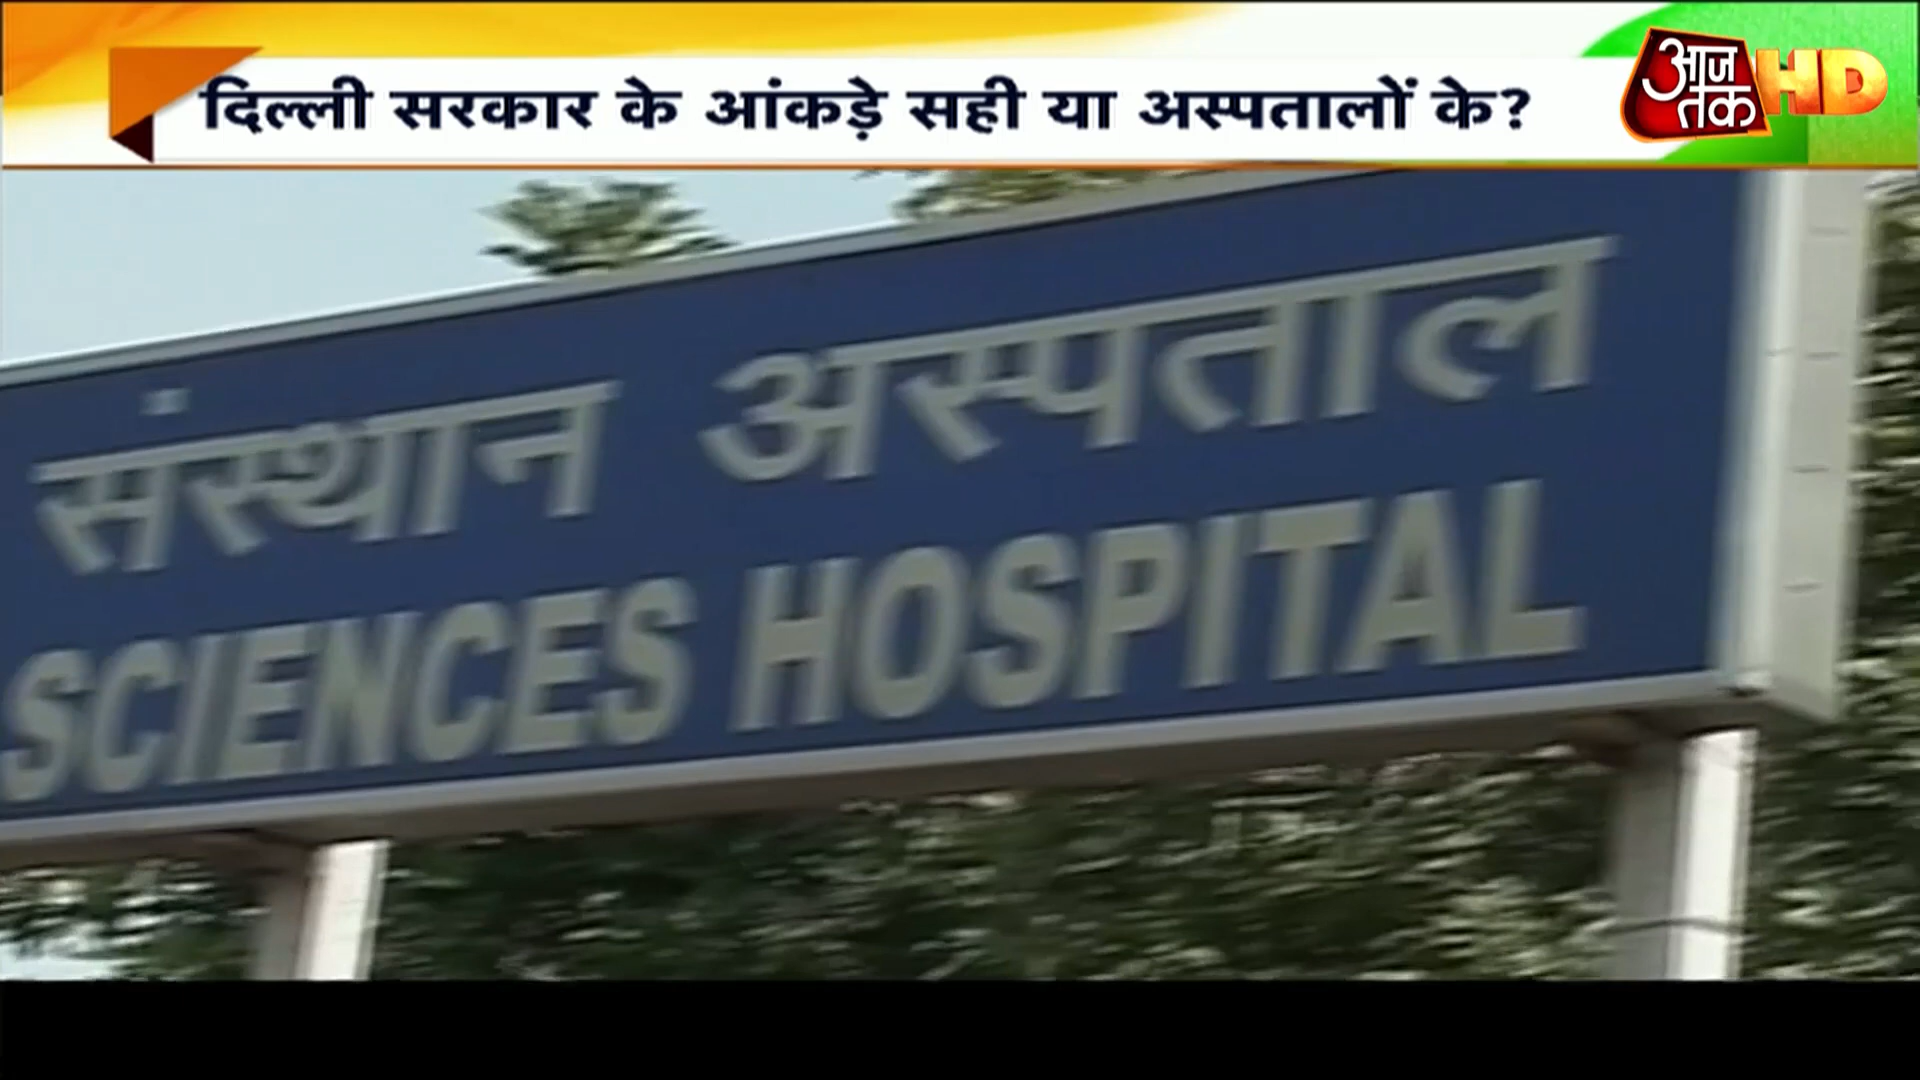 दिल्ली सरकार के आंकड़े सही या अस्पतालों के?
आज तक HD
संस्थान अस्पताल
SCIENCES HOSPITAL